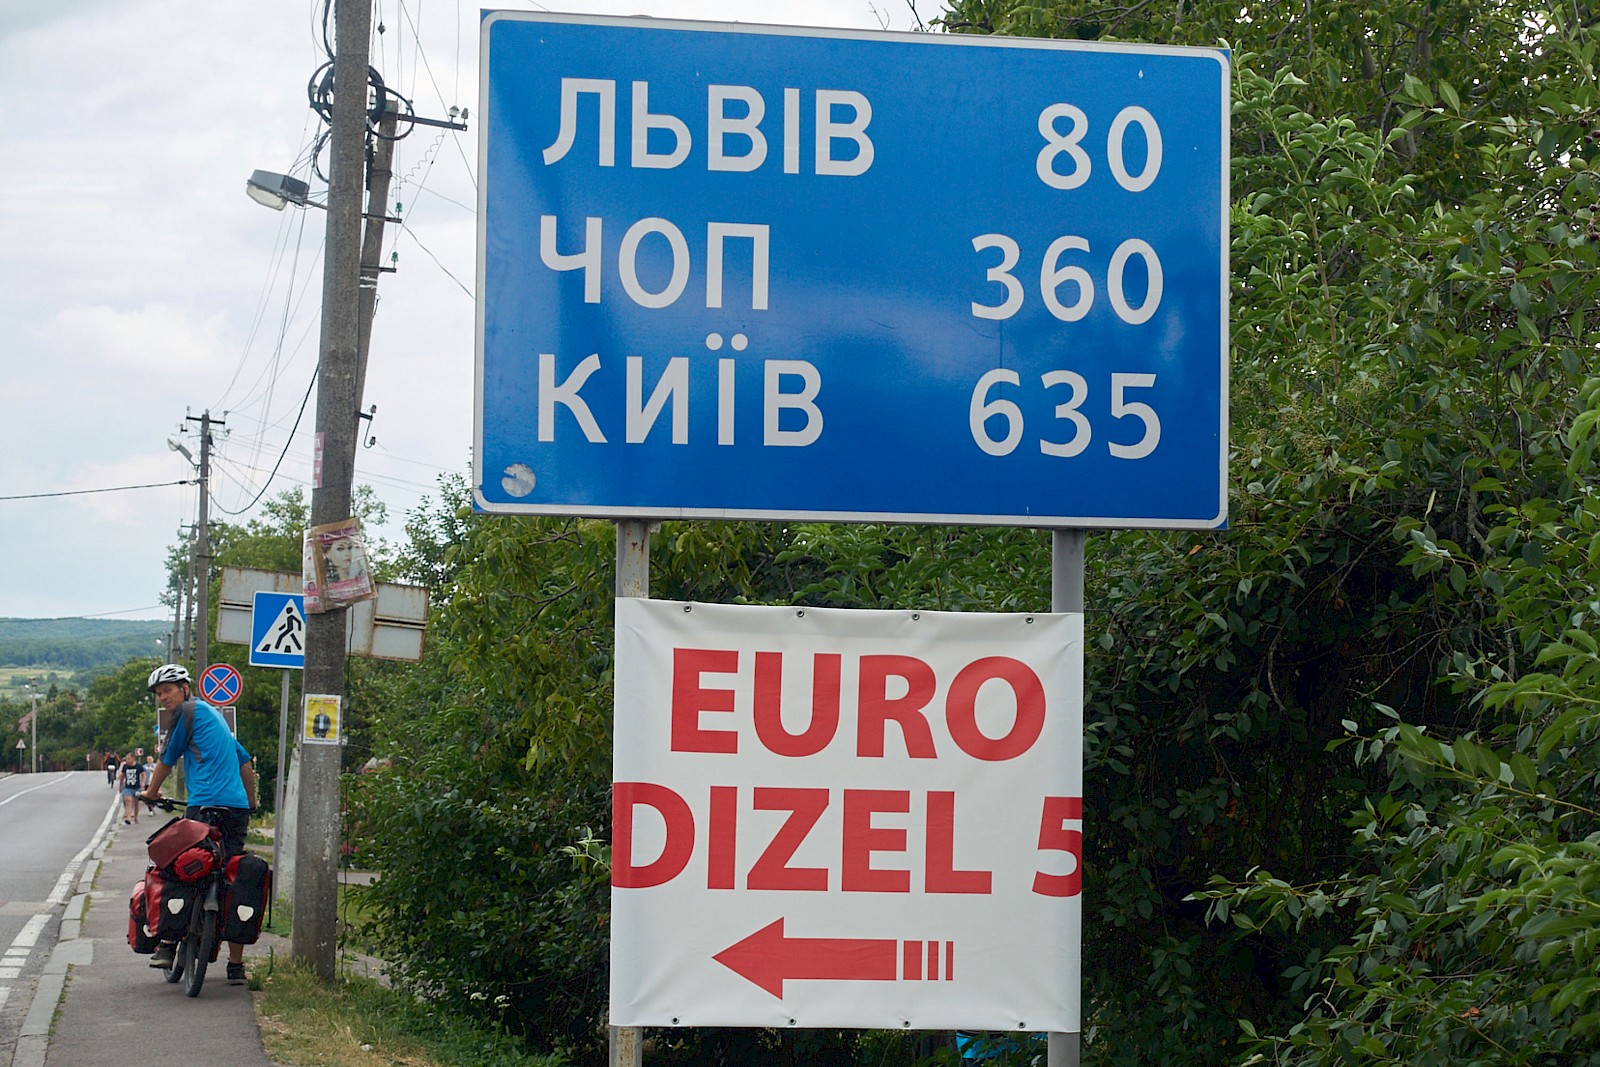 ЛЬВІВ 80
ЧОП 360
КИЇВ 635
EURO
DIZEL 5